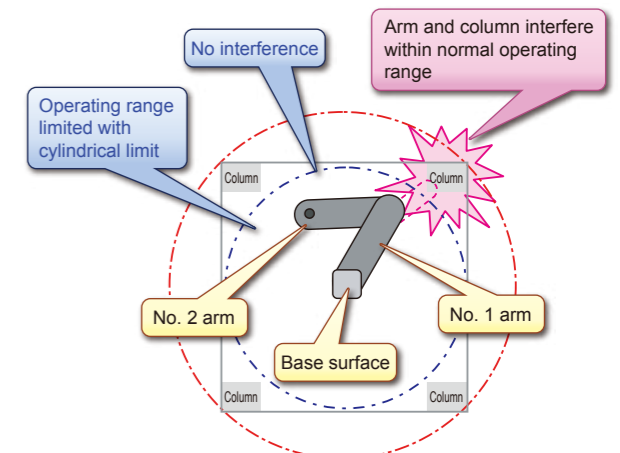 Arm and column interfere
within normal operating
range
No interference
Operating range
limited with
cylindrical limit
Column
Column
No. 2 arm
No. 1 arm
Base surface
Column
Column